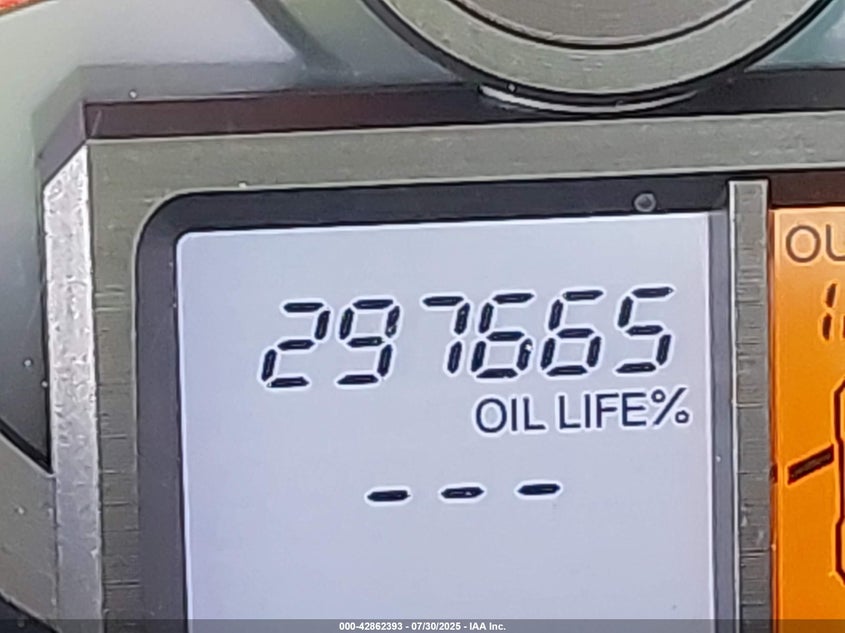 297665
OIL LIFE%
---
000-42862393 - 07/30/2025 - IAA Inc.